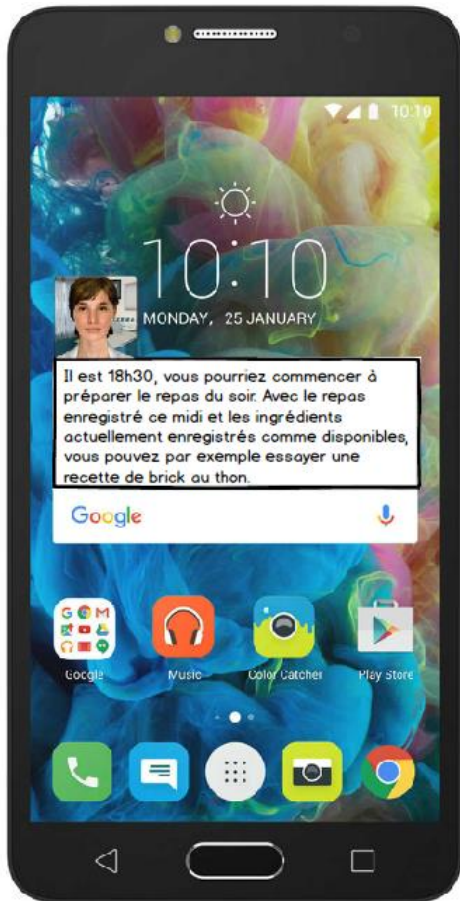 10:10
10:10
MONDAY, 25 JANUARY
Il est 18h30, vous pourriez commencer à
préparer le repas du soir. Avec le repas
enregistré ce midi et les ingrédients
actuellement enregistrés comme disponibles,
vous pouvez par exemple essayer une
recette de brick au thon.
Google
Google
Music
Color Catcher
Play Store